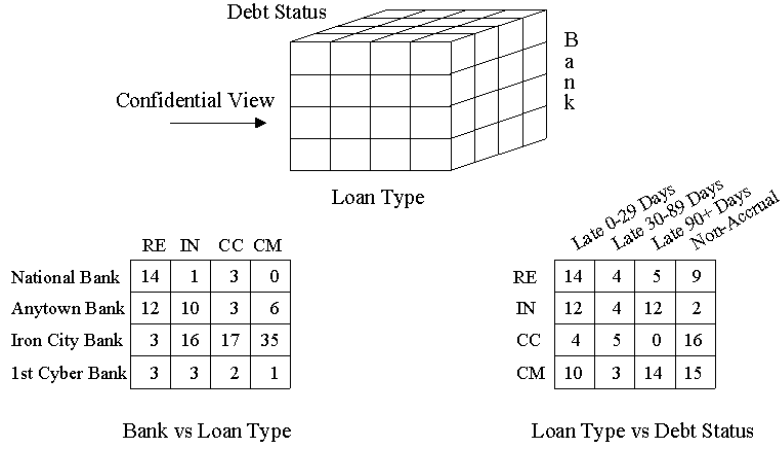 Debt Status
B
a
n
k
Confidential View
Loan Type
RE IN CC CM
National Bank 14 1 3 0
Anytown Bank 12 10 3 6
Iron City Bank 3 16 17 35
1st Cyber Bank 3 3 2 1
Bank vs Loan Type
Late 0-29 Days
Late 30-89 Days
Late 90+ Days
Non-Accrual
RE 14 4 5 9
IN 12 4 12 2
CC 4 5 0 16
CM 10 3 14 15
Loan Type vs Debt Status